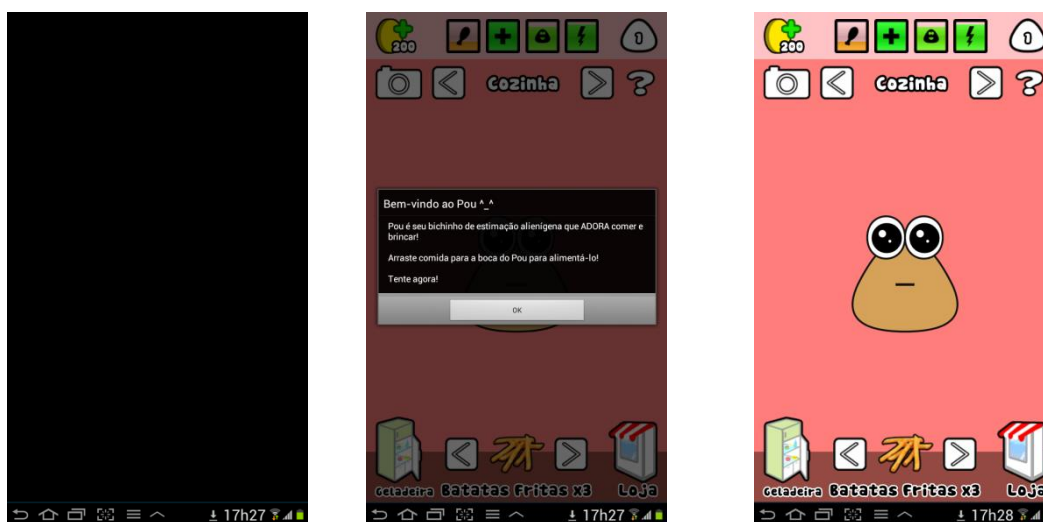 17h27
200
0
Cozinha
?
Bem-vindo ao Pou ^_^
Pou é seu bichinho de estimação alienígena que ADORA comer e
brincar!
Arraste comida para a boca do Pou para alimentá-lo!
Tente agora!
OK
Geladeira Batatas Fritas x3 Loja
17h27
200
Cozinha
?
Geladeira Batatas Fritas x3 Loja
17h28